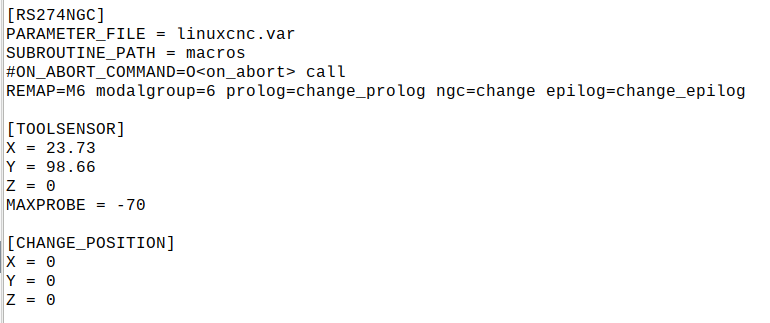 [RS274NGC]
PARAMETER_FILE = linuxcnc.var
SUBROUTINE_PATH = macros
#ON_ABORT_COMMAND=O<on_abort> call
REMAP=M6 modalgroup=6 prolog=change_prolog ngc=change epilog=change_epilog
[TOOLSENSOR]
X = 23.73
Y = 98.66
Z = 0
MAXPROBE = -70
[CHANGE_POSITION]
X = 0
Y = 0
Z = 0